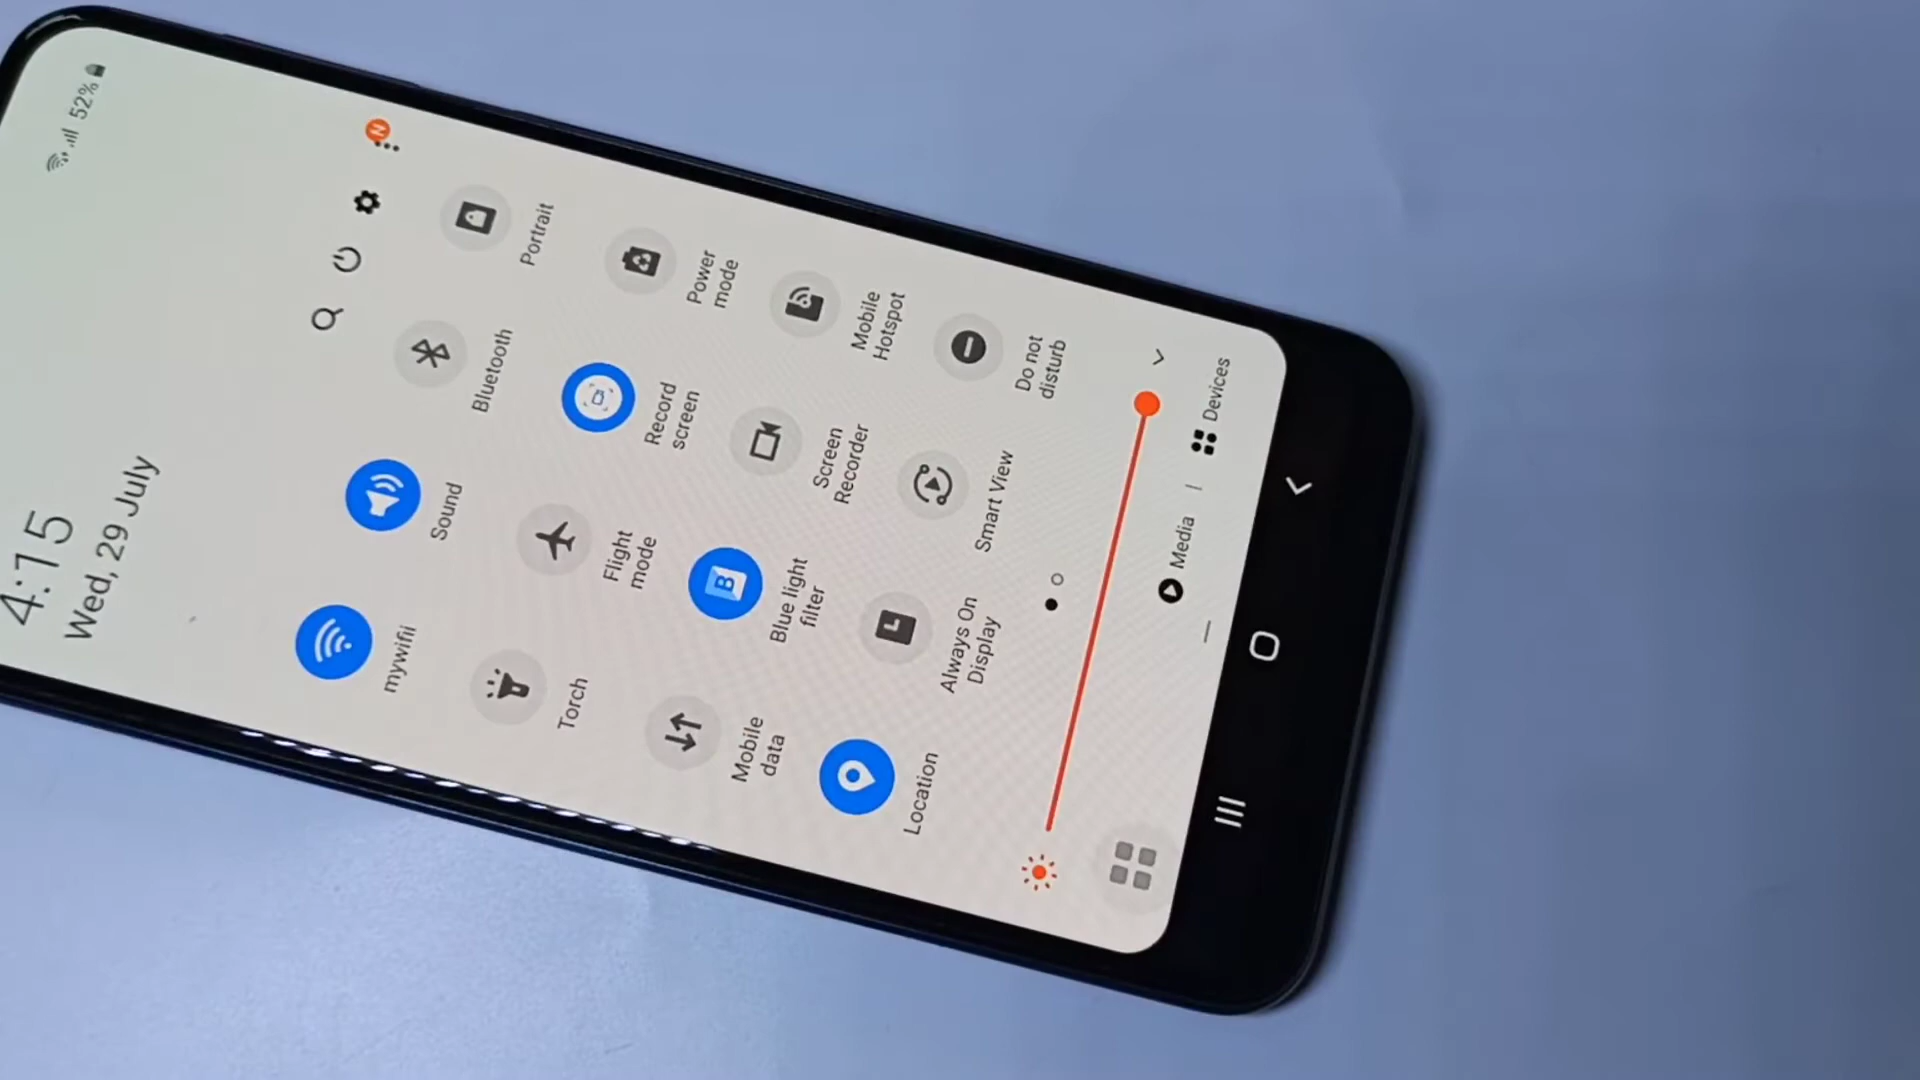 52%
4:15
Wed, 29 July
N
mywifii
Sound
Bluetooth
Portrait
Torch
Flight
mode
Record
screen
Power
mode
Mobile
data
Blue light
filter
B
Screen
Recorder
Mobile
Hotspot
Location
Always On
Display
Smart View
Do not
disturb
Media | Devices